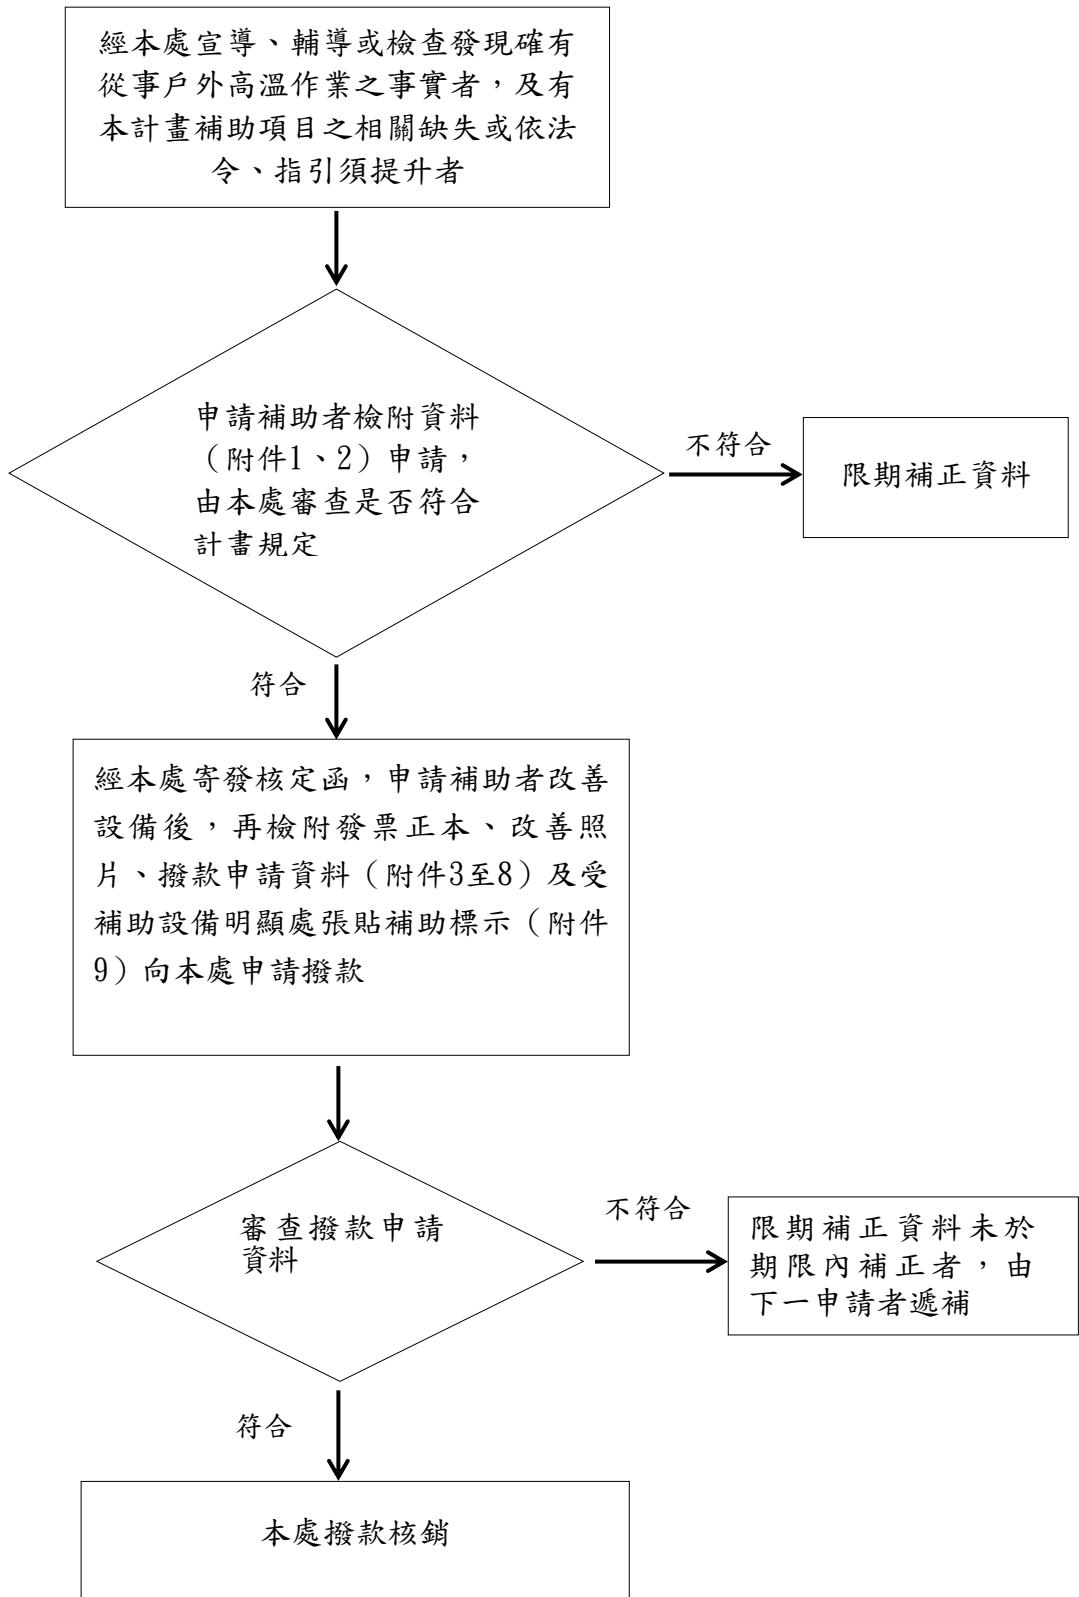 經本處宣導、輔導或檢查發現確有
從事戶外高溫作業之事實者，及有
本計畫補助項目之相關缺失或依法
令、指引須提升者
申請補助者檢附資料
（附件1、2）申請，
由本處審查是否符合
計畫規定
不符合
限期補正資料
符合
經本處寄發核定函，申請補助者改善
設備後，再檢附發票正本、改善照
片、撥款申請資料（附件3至8）及受
補助設備明顯處張貼補助標示（附件
9）向本處申請撥款
審查撥款申請
資料
不符合
限期補正資料未於
期限內補正者，由
下一申請者遞補
符合
本處撥款核銷